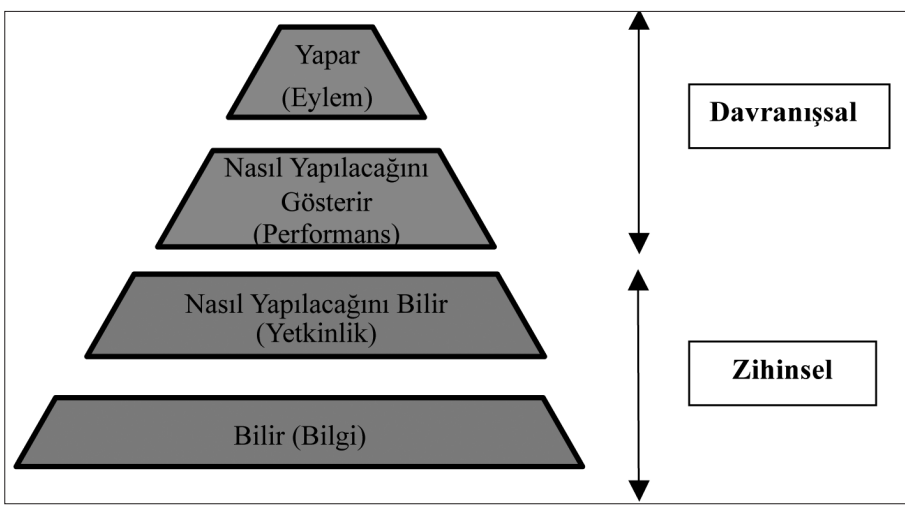 Yapar
(Eylem)
Davranışsal
Nasıl Yapılacağını
Gösterir
(Performans)
Nasıl Yapılacağını Bilir
(Yetkinlik)
Zihinsel
Bilir (Bilgi)